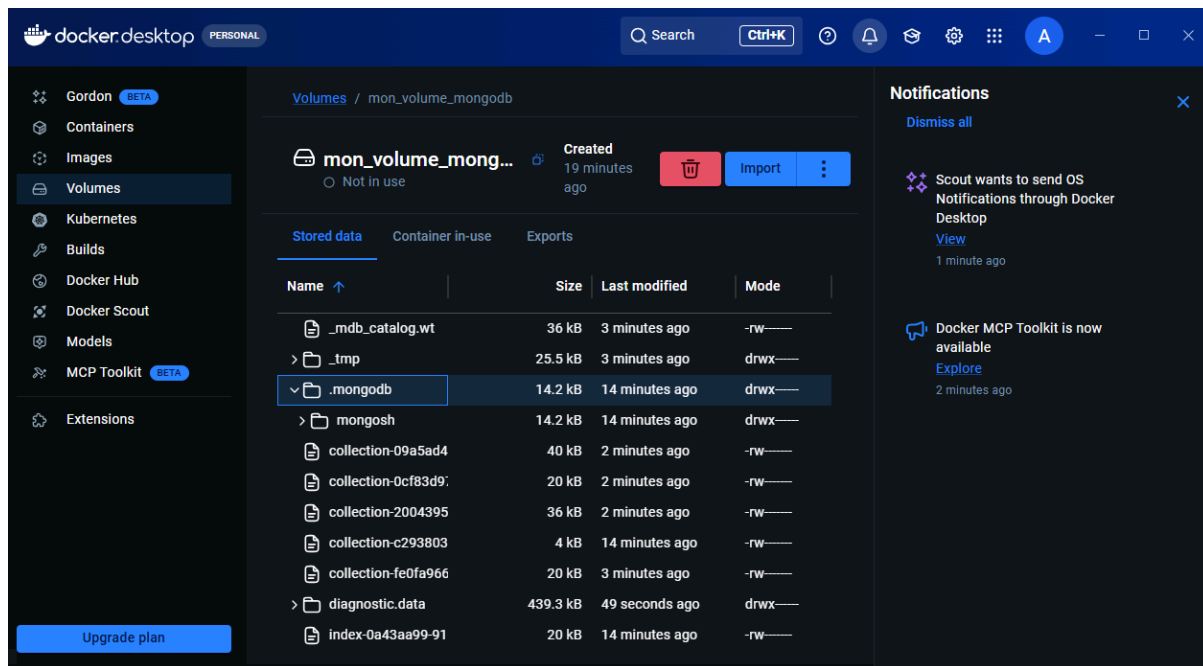 docker.desktop PERSONAL
Search Ctrl+K
A
Gordon BETA
Containers
Images
Volumes
Kubernetes
Builds
Docker Hub
Docker Scout
Models
MCP Toolkit BETA
Extensions
Upgrade plan
Volumes / mon_volume_mongodb
mon_volume_mong...
Not in use
Created
19 minutes
ago
Import
Stored data Container in-use Exports
Name Size Last modified Mode
_mdb_catalog.wt 36 kB 3 minutes ago -rw-------
_tmp 25.5 kB 3 minutes ago drwx------
.mongodb 14.2 kB 14 minutes ago drwx------
mongosh 14.2 kB 14 minutes ago drwx------
collection-09a5ad4 40 kB 2 minutes ago -rw-------
collection-0cf83d9 20 kB 2 minutes ago -rw-------
collection-2004395 36 kB 2 minutes ago -rw-------
collection-c293803 4 kB 14 minutes ago -rw-------
collection-fe0fa966 20 kB 3 minutes ago -rw-------
diagnostic.data 439.3 kB 49 seconds ago drwx------
index-0a43aa99-91 20 kB 14 minutes ago -rw-------
Notifications
Dismiss all
Scout wants to send OS
Notifications through Docker
Desktop
View
1 minute ago
Docker MCP Toolkit is now
available
Explore
2 minutes ago